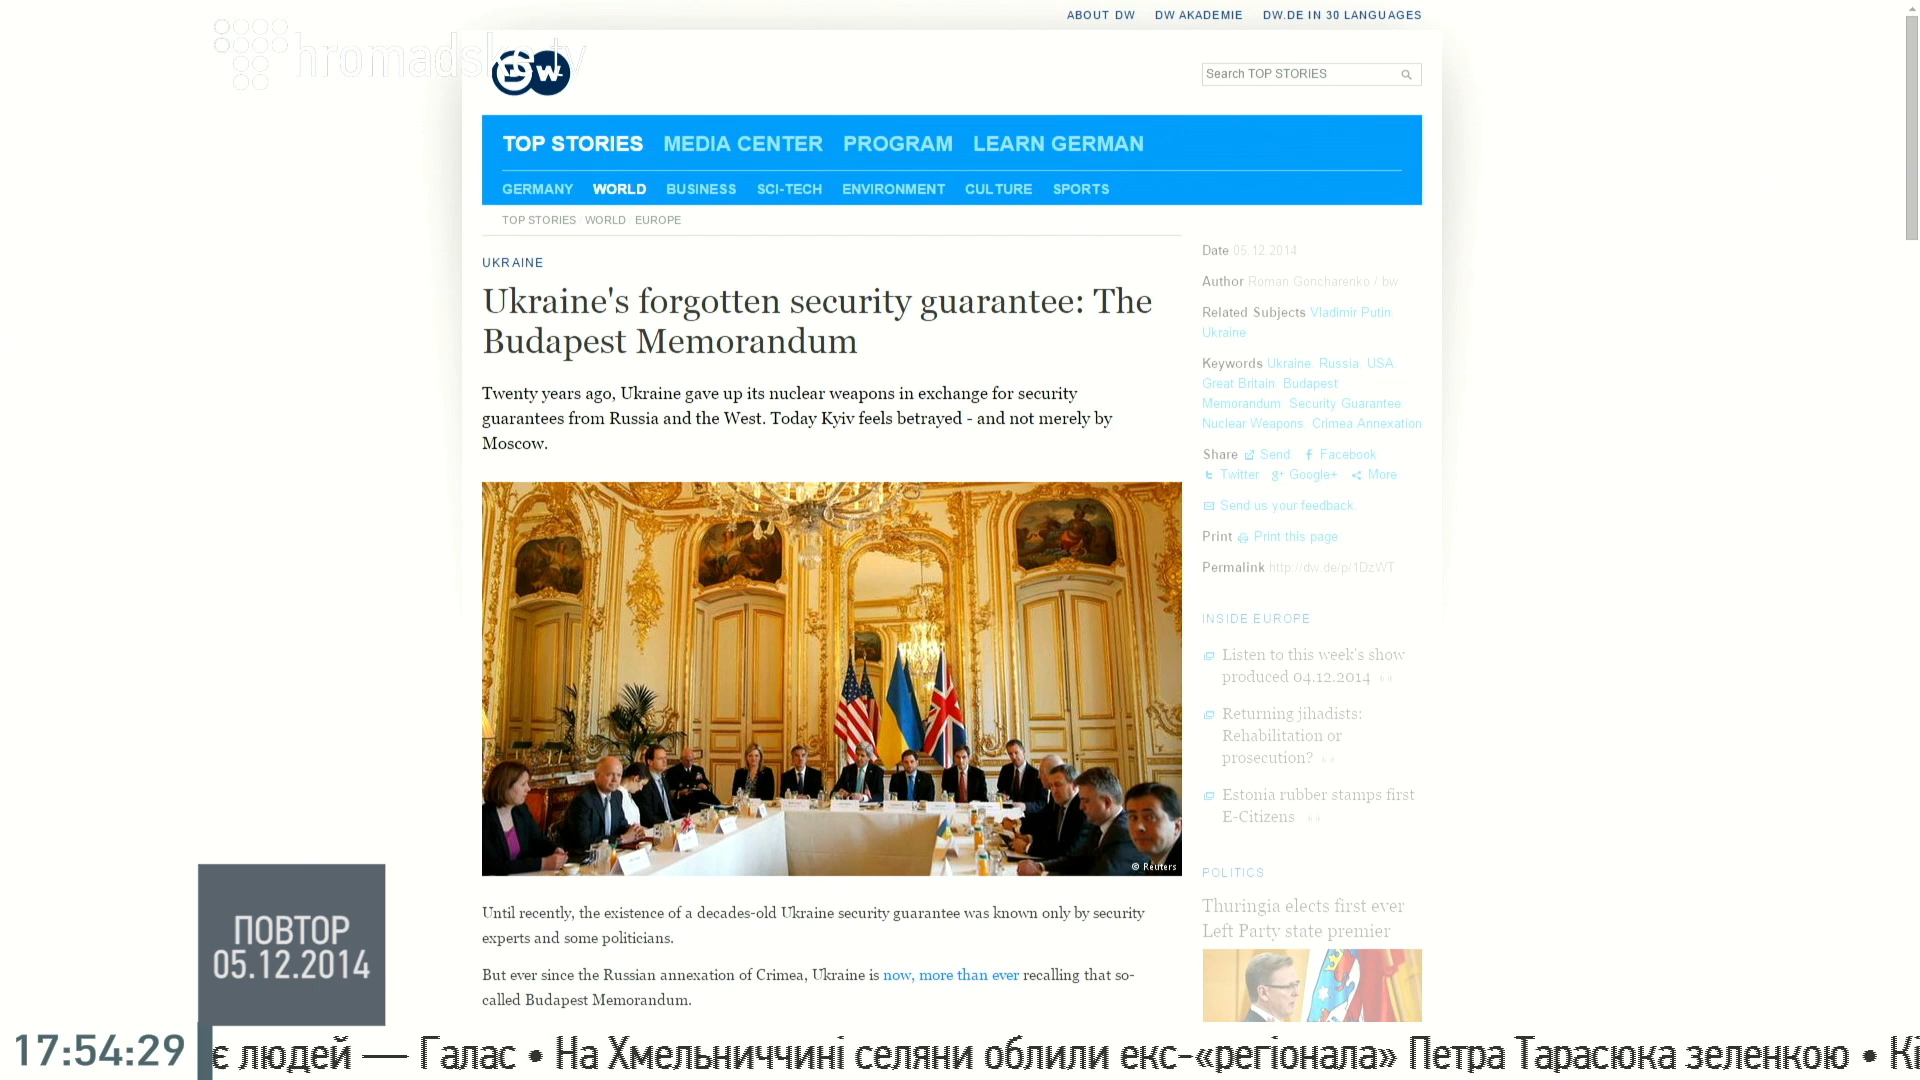 ABOUT DW DW AKADEMIE DW.DE IN 30 LANGUAGES
hromadske.tv
DW
Search TOP STORIES
TOP STORIES MEDIA CENTER PROGRAM LEARN GERMAN
GERMANY WORLD BUSINESS SCI-TECH ENVIRONMENT CULTURE SPORTS
TOP STORIES / WORLD / EUROPE
UKRAINE
Ukraine's forgotten security guarantee: The
Budapest Memorandum
Twenty years ago, Ukraine gave up its nuclear weapons in exchange for security
guarantees from Russia and the West. Today Kyiv feels betrayed - and not merely by
Moscow.
© Reuters
Until recently, the existence of a decades-old Ukraine security guarantee was known only by security
experts and some politicians.
But ever since the Russian annexation of Crimea, Ukraine is now, more than ever recalling that so-
called Budapest Memorandum.
Date 05.12.2014
Author Roman Goncharenko / bw
Related Subjects Vladimir Putin,
Ukraine
Keywords Ukraine, Russia, USA,
Great Britain, Budapest
Memorandum, Security Guarantee,
Nuclear Weapons, Crimea Annexation
Share Send Facebook
Twitter Google+ More
Send us your feedback.
Print Print this page
Permalink http://dw.de/p/1DzWT
INSIDE EUROPE
Listen to this week's show
produced 04.12.2014
Returning jihadists:
Rehabilitation or
prosecution?
Estonia rubber stamps first
E-Citizens
POLITICS
Thuringia elects first ever
Left Party state premier
ПОВТОР
05.12.2014
17:54:29
є людей — Галас • На Хмельниччині селяни облили екс-«регіонала» Петра Тарасюка зеленкою • Кі